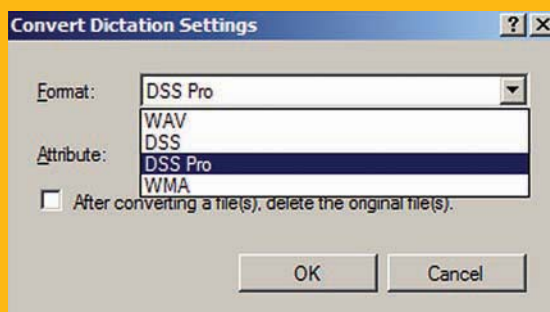 Convert Dictation Settings
Format: DSS Pro
WAV
DSS
Attribute: DSS Pro
WMA
After converting a file(s), delete the original file(s).
OK Cancel